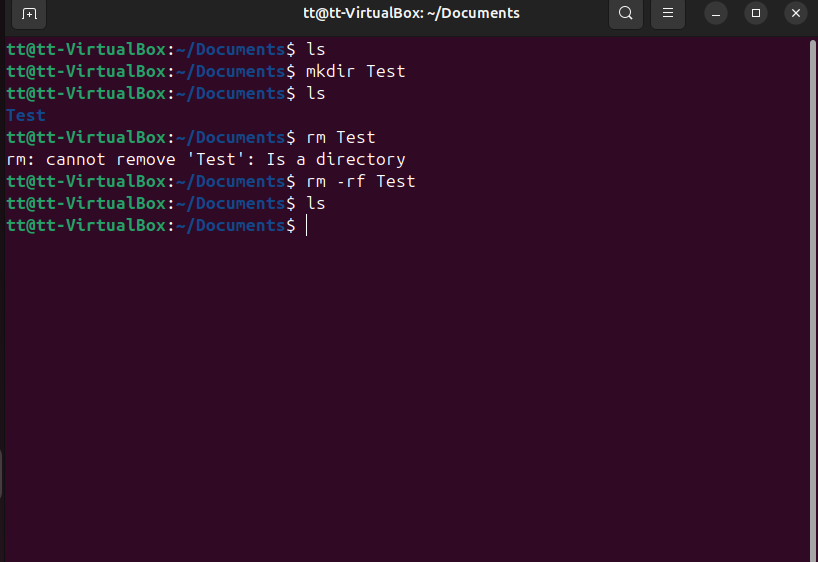 tt@tt-VirtualBox: ~/Documents
tt@tt-VirtualBox:~/Documents$ ls
tt@tt-VirtualBox:~/Documents$ mkdir Test
tt@tt-VirtualBox:~/Documents$ ls
Test
tt@tt-VirtualBox:~/Documents$ rm Test
rm: cannot remove 'Test': Is a directory
tt@tt-VirtualBox:~/Documents$ rm -rf Test
tt@tt-VirtualBox:~/Documents$ ls
tt@tt-VirtualBox:~/Documents$